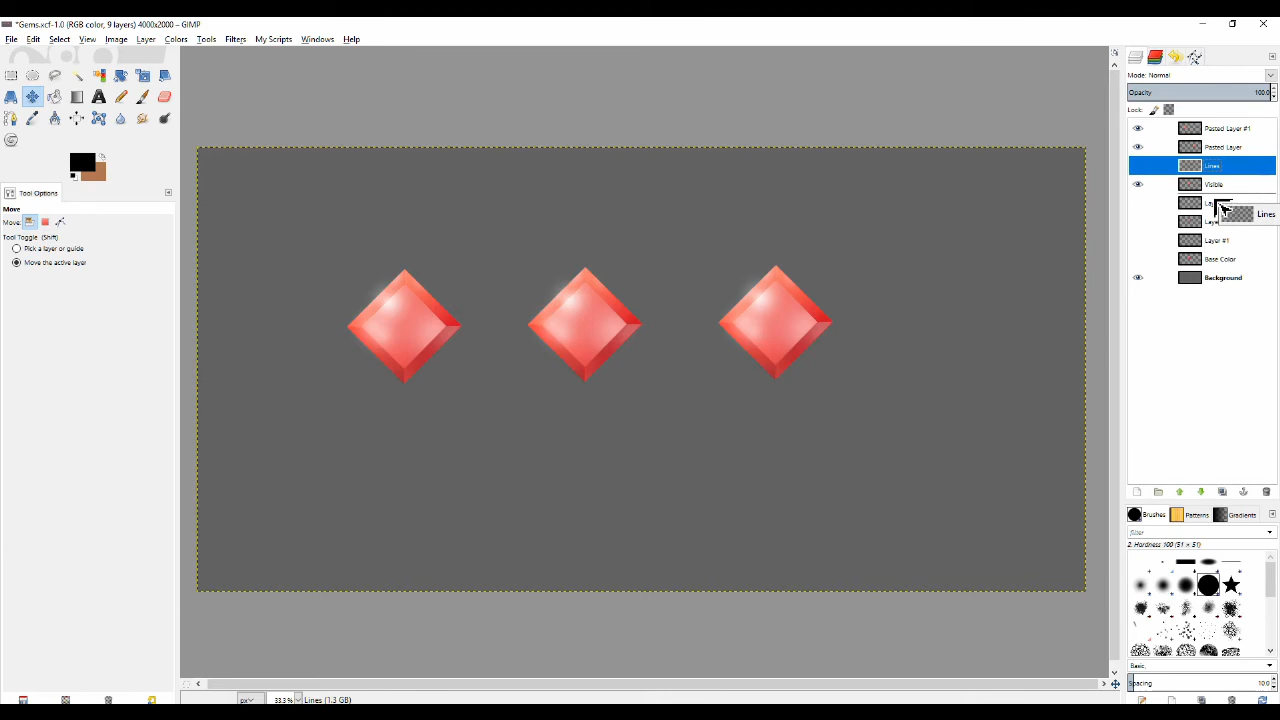 *Gems.xcf-1.0 (RGB color, 9 layers) 4000x2000 – GIMP
File Edit Select View Image Layer Colors Tools Filters My Scripts Windows Help
Mode: Normal
Opacity 100.0
Lock:
Pasted Layer #1
Pasted Layer
Lines
Visible
Lines
Layer #1
Base Color
Background
Tool Options
Move
Move:
Tool Toggle (Shift)
Pick a layer or guide
Move the active layer
Brushes Patterns Gradients
filter
2. Hardness 100 (51 × 51)
Basic,
Spacing 10.0
px 33.3 % Lines (1.3 GB)